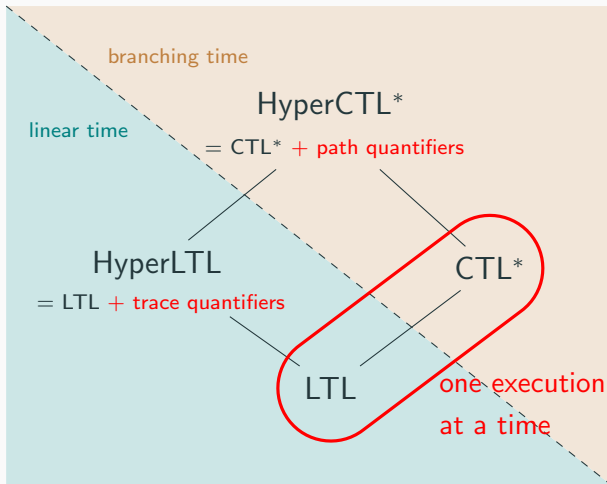 branching time
HyperCTL*
linear time
= CTL* + path quantifiers
HyperLTL
CTL*
= LTL + trace quantifiers
LTL
one execution
at a time